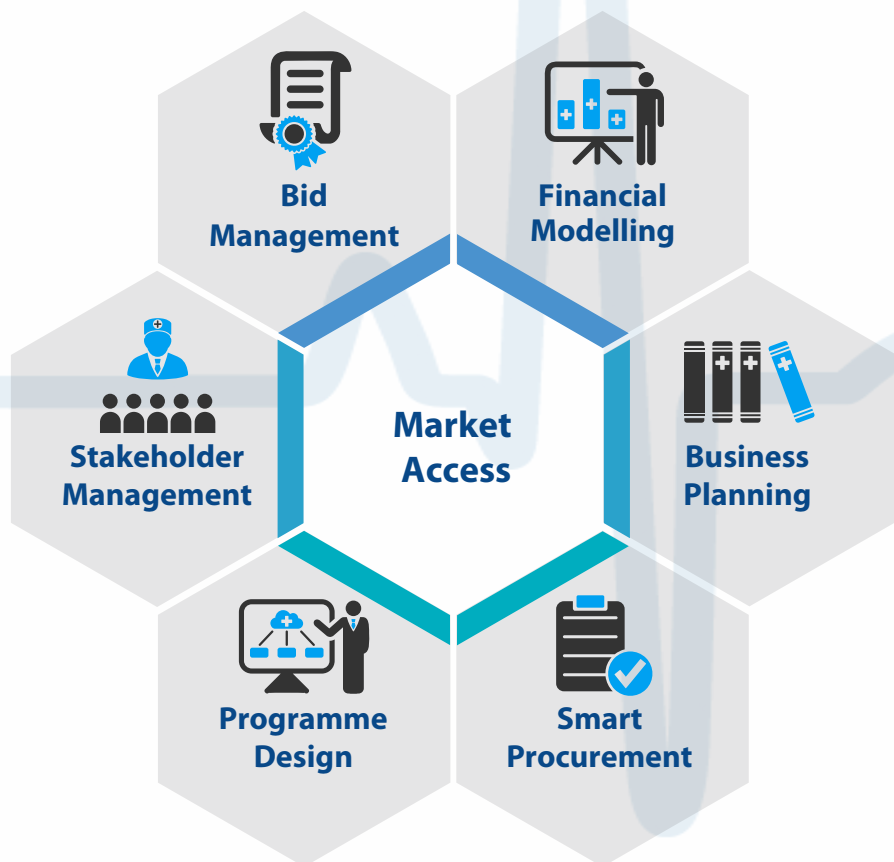 Bid
Management
Financial
Modelling
Stakeholder
Management
Market
Access
Business
Planning
Programme
Design
Smart
Procurement